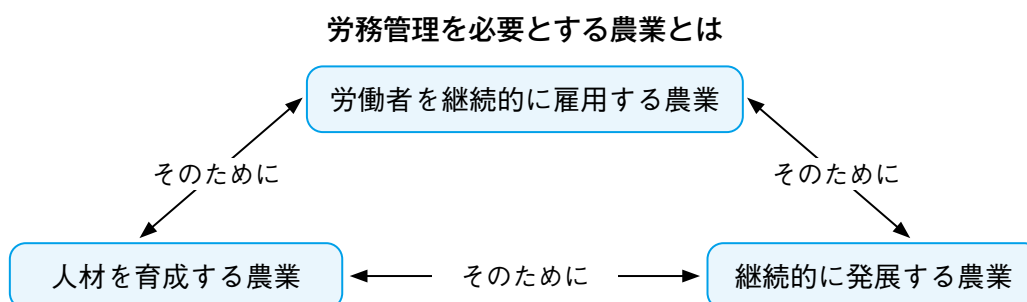 労務管理を必要とする農業とは
労働者を継続的に雇用する農業
そのために
そのために
人材を育成する農業
そのために
継続的に発展する農業